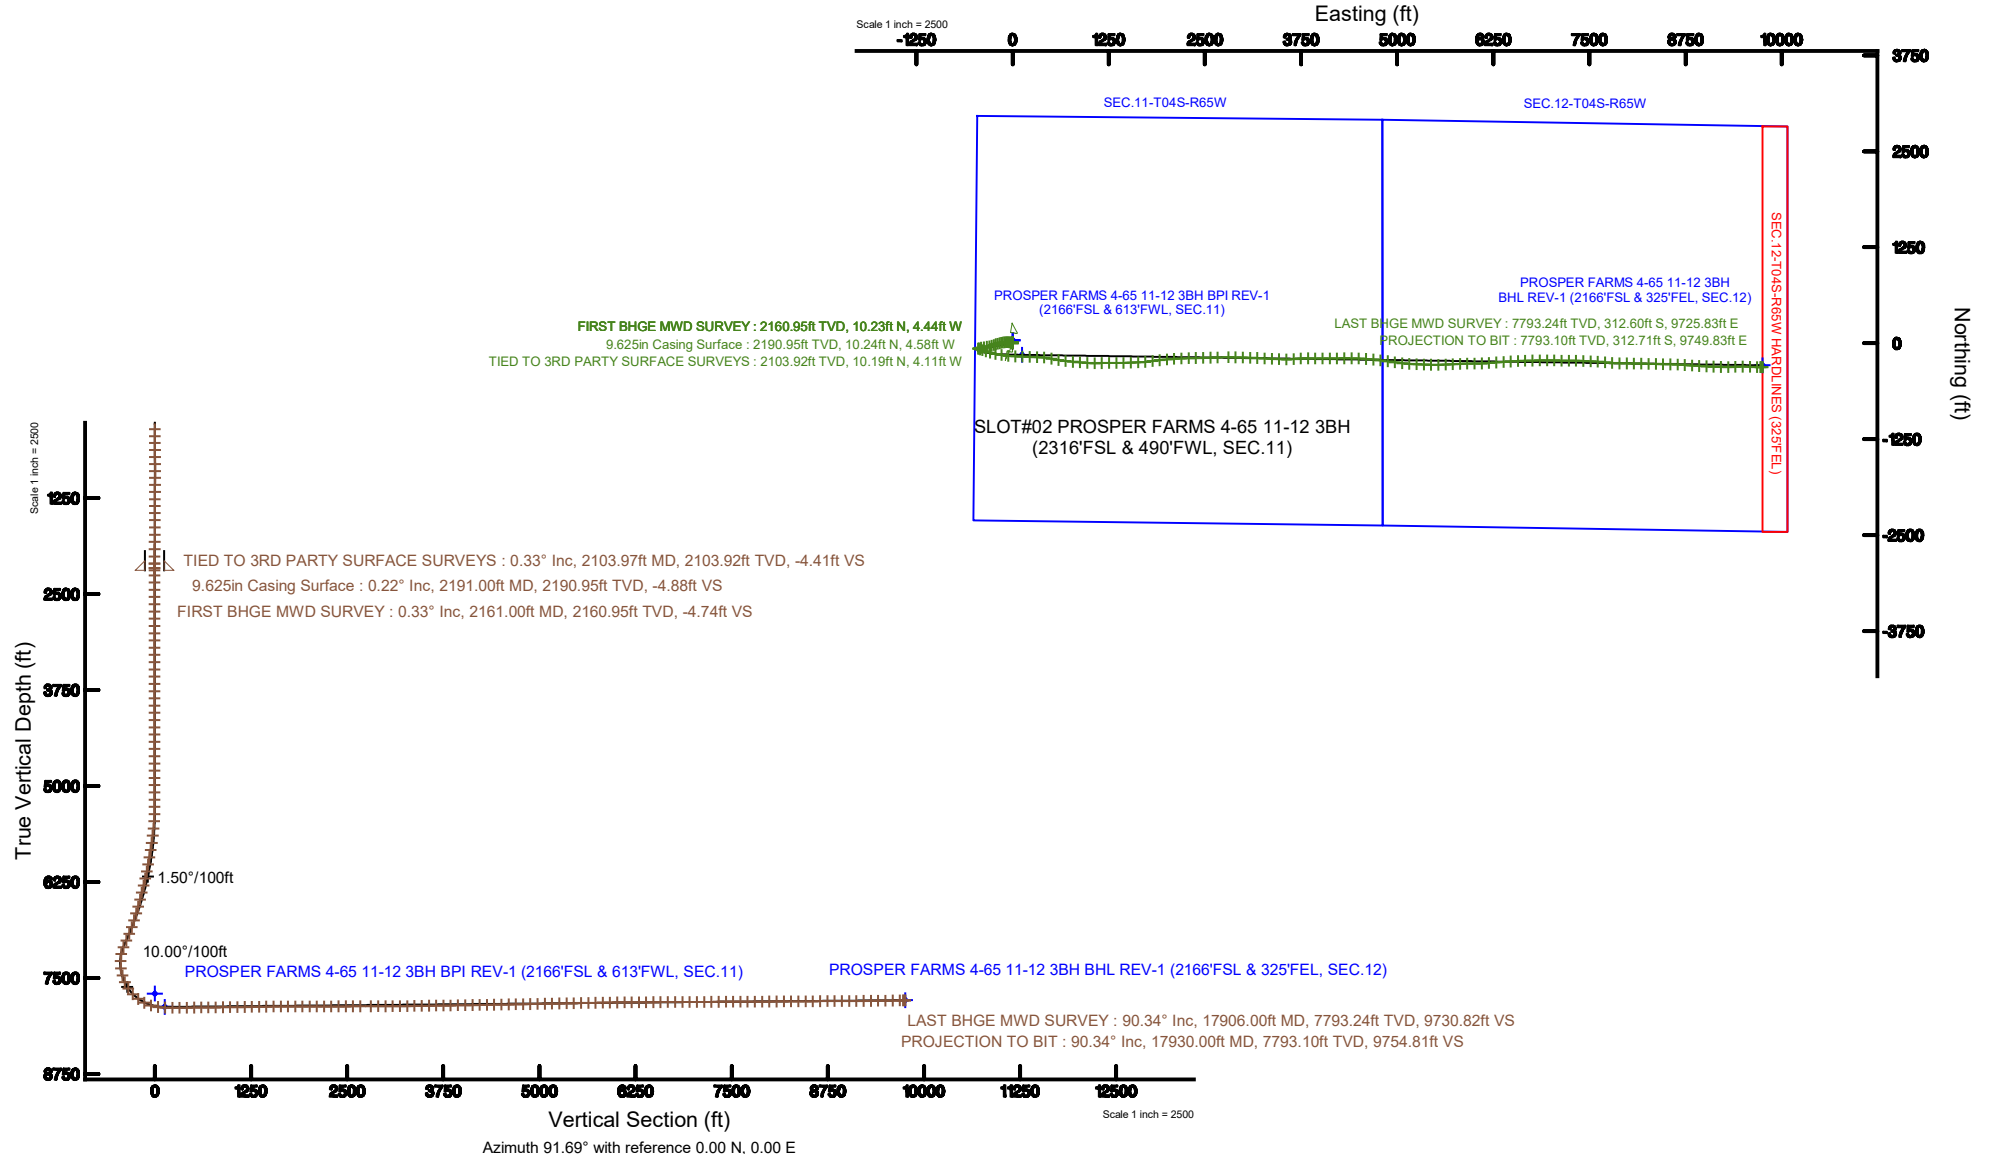 Easting (ft)
Scale 1 inch = 2500
-1250 0 1250 2500 3750 5000 6250 7500 8750 10000
3750
2500
1250
0
-1250
-2500
-3750
Northing (ft)
SEC.11-T04S-R65W
SEC.12-T04S-R65W
SEC.12-T04S-R65W HARDLINES (325'FEL)
PROSPER FARMS 4-65 11-12 3BH BPI REV-1
(2166'FSL & 613'FWL, SEC.11)
PROSPER FARMS 4-65 11-12 3BH
BHL REV-1 (2166'FSL & 325'FEL, SEC.12)
FIRST BHGE MWD SURVEY : 2160.95ft TVD, 10.23ft N, 4.44ft W
9.625in Casing Surface : 2190.95ft TVD, 10.24ft N, 4.58ft W
TIED TO 3RD PARTY SURFACE SURVEYS : 2103.92ft TVD, 10.19ft N, 4.11ft W
LAST BHGE MWD SURVEY : 7793.24ft TVD, 312.60ft S, 9725.83ft E
PROJECTION TO BIT : 7793.10ft TVD, 312.71ft S, 9749.83ft E
SLOT#02 PROSPER FARMS 4-65 11-12 3BH
(2316'FSL & 490'FWL, SEC.11)
Scale 1 inch = 2500
True Vertical Depth (ft)
1250
2500
3750
5000
6250
7500
8750
TIED TO 3RD PARTY SURFACE SURVEYS : 0.33° Inc, 2103.97ft MD, 2103.92ft TVD, -4.41ft VS
9.625in Casing Surface : 0.22° Inc, 2191.00ft MD, 2190.95ft TVD, -4.88ft VS
FIRST BHGE MWD SURVEY : 0.33° Inc, 2161.00ft MD, 2160.95ft TVD, -4.74ft VS
1.50°/100ft
10.00°/100ft
PROSPER FARMS 4-65 11-12 3BH BPI REV-1 (2166'FSL & 613'FWL, SEC.11)
PROSPER FARMS 4-65 11-12 3BH BHL REV-1 (2166'FSL & 325'FEL, SEC.12)
LAST BHGE MWD SURVEY : 90.34° Inc, 17906.00ft MD, 7793.24ft TVD, 9730.82ft VS
PROJECTION TO BIT : 90.34° Inc, 17930.00ft MD, 7793.10ft TVD, 9754.81ft VS
0 1250 2500 3750 5000 6250 7500 8750 10000 11250 12500
Vertical Section (ft)
Scale 1 inch = 2500
Azimuth 91.69° with reference 0.00 N, 0.00 E